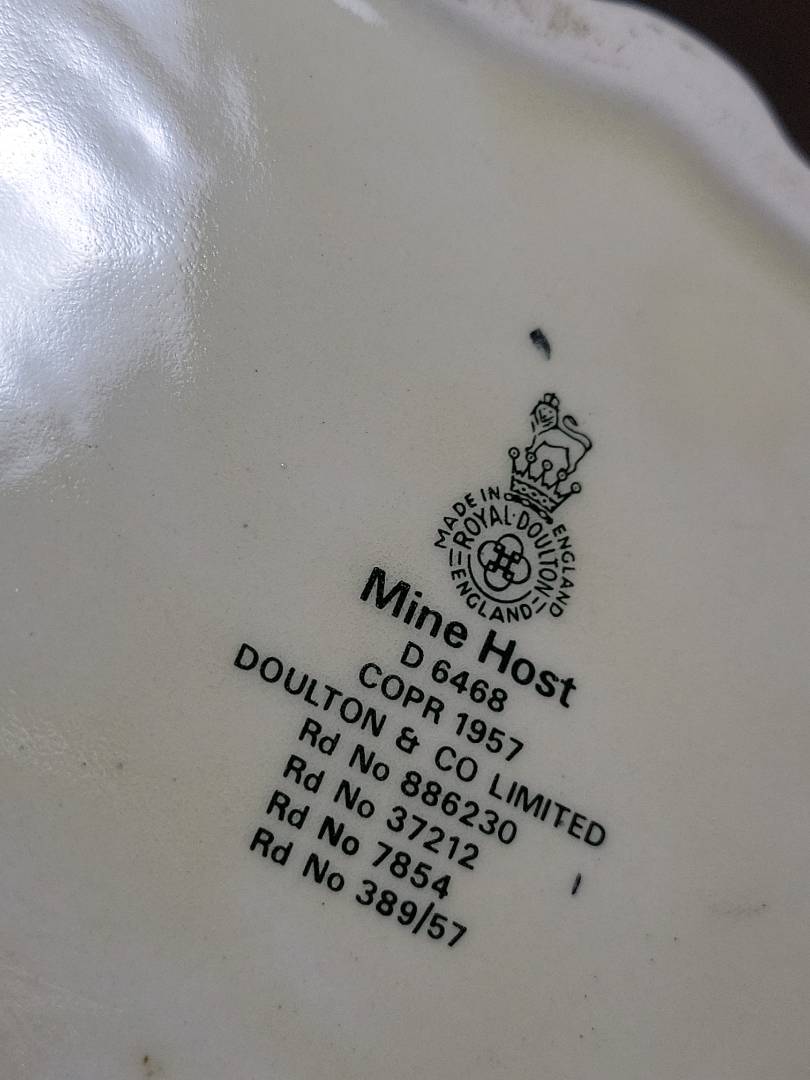 MADE IN ENGLAND
ROYAL·DOULTON
ENGLAND
Mine Host
D 6468
COPR 1957
DOULTON & CO LIMITED
Rd No 886230
Rd No 37212
Rd No 7854
Rd No 389/57